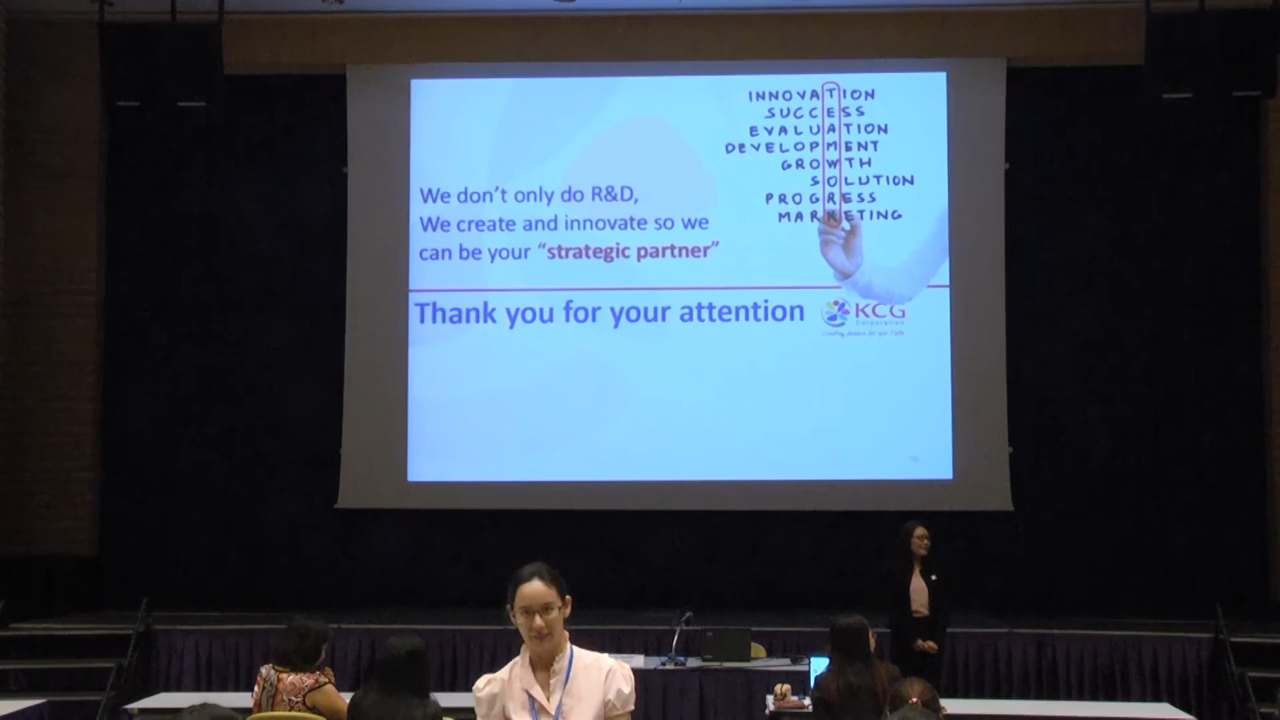 INNOVATION
SUCCESS
EVALUATION
DEVELOPMENT
GROWTH
SOLUTION
PROGRESS
MARKETING
We don't only do R&D,
We create and innovate so we
can be your “strategic partner”
Thank you for your attention
KCG
Corporation